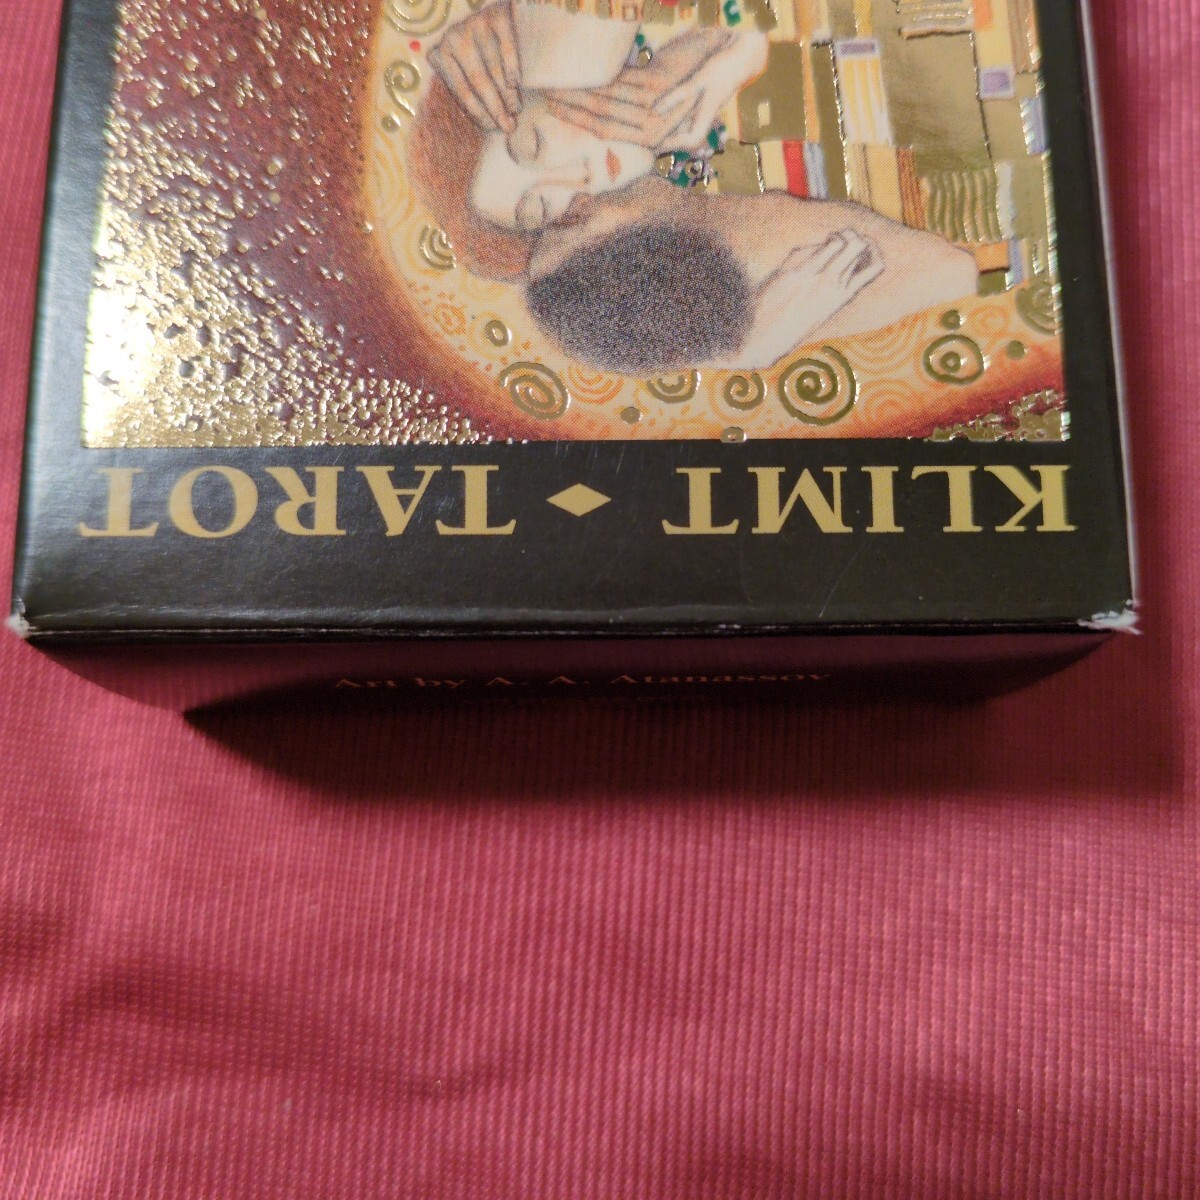 KLIMT ♦ TAROT
Art by A. A. Atanassov